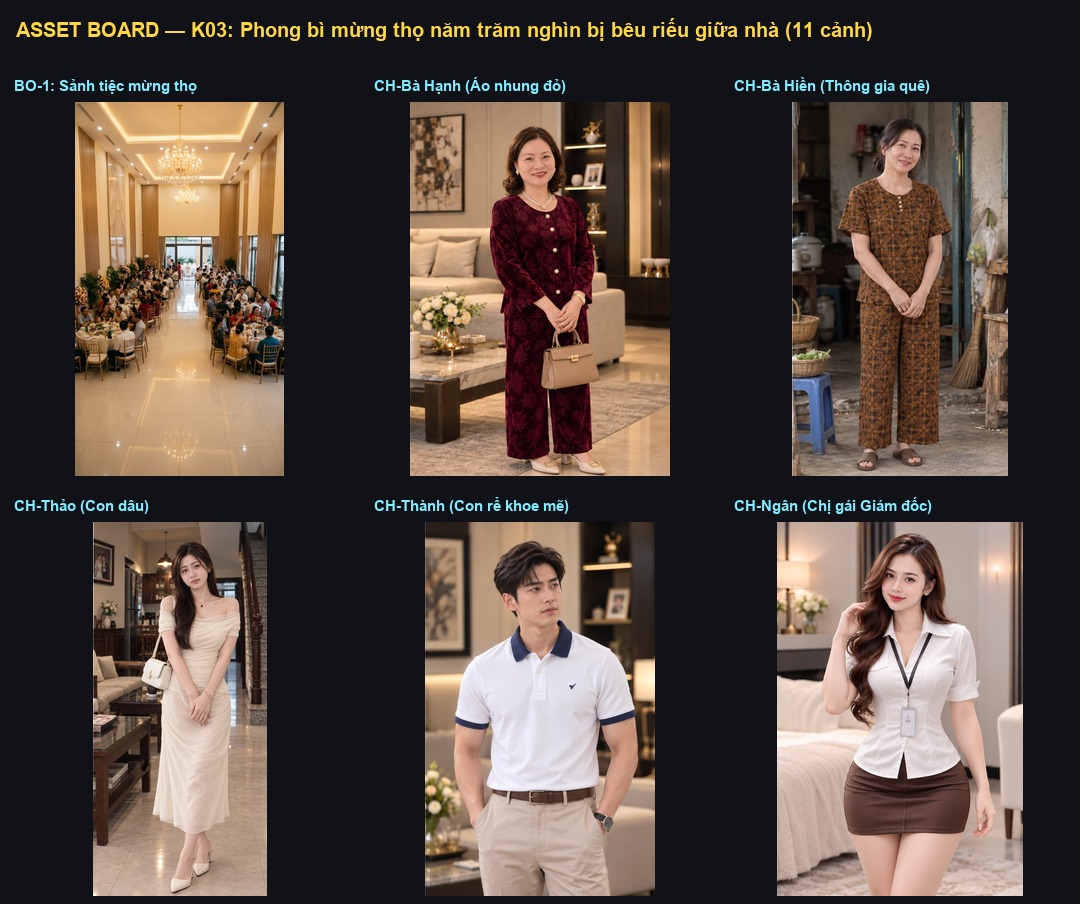 ASSET BOARD — K03: Phong bì mừng thọ năm trăm nghìn bị bêu riếu giữa nhà (11 cảnh)
BO-1: Sảnh tiệc mừng thọ
CH-Bà Hạnh (Áo nhung đỏ)
CH-Bà Hiền (Thông gia quê)
CH-Thảo (Con dâu)
CH-Thành (Con rể khoe mẽ)
CH-Ngân (Chị gái Giám đốc)